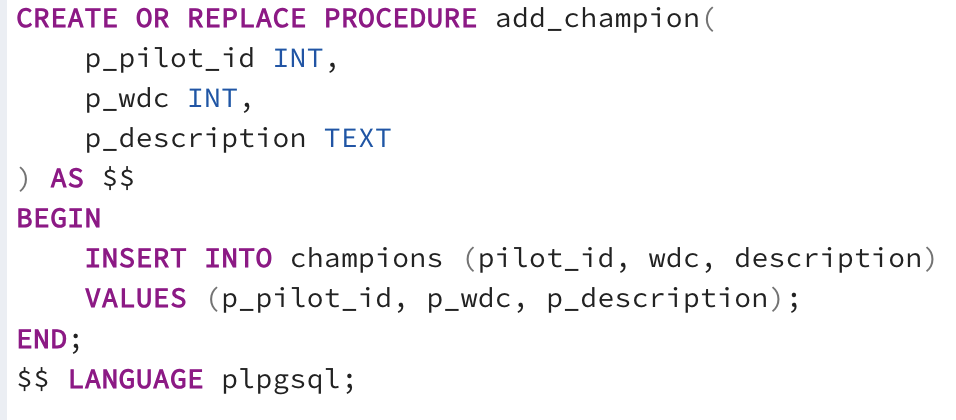 CREATE OR REPLACE PROCEDURE add_champion(
    p_pilot_id INT,
    p_wdc INT,
    p_description TEXT
) AS $$
BEGIN
    INSERT INTO champions (pilot_id, wdc, description)
    VALUES (p_pilot_id, p_wdc, p_description);
END;
$$ LANGUAGE plpgsql;